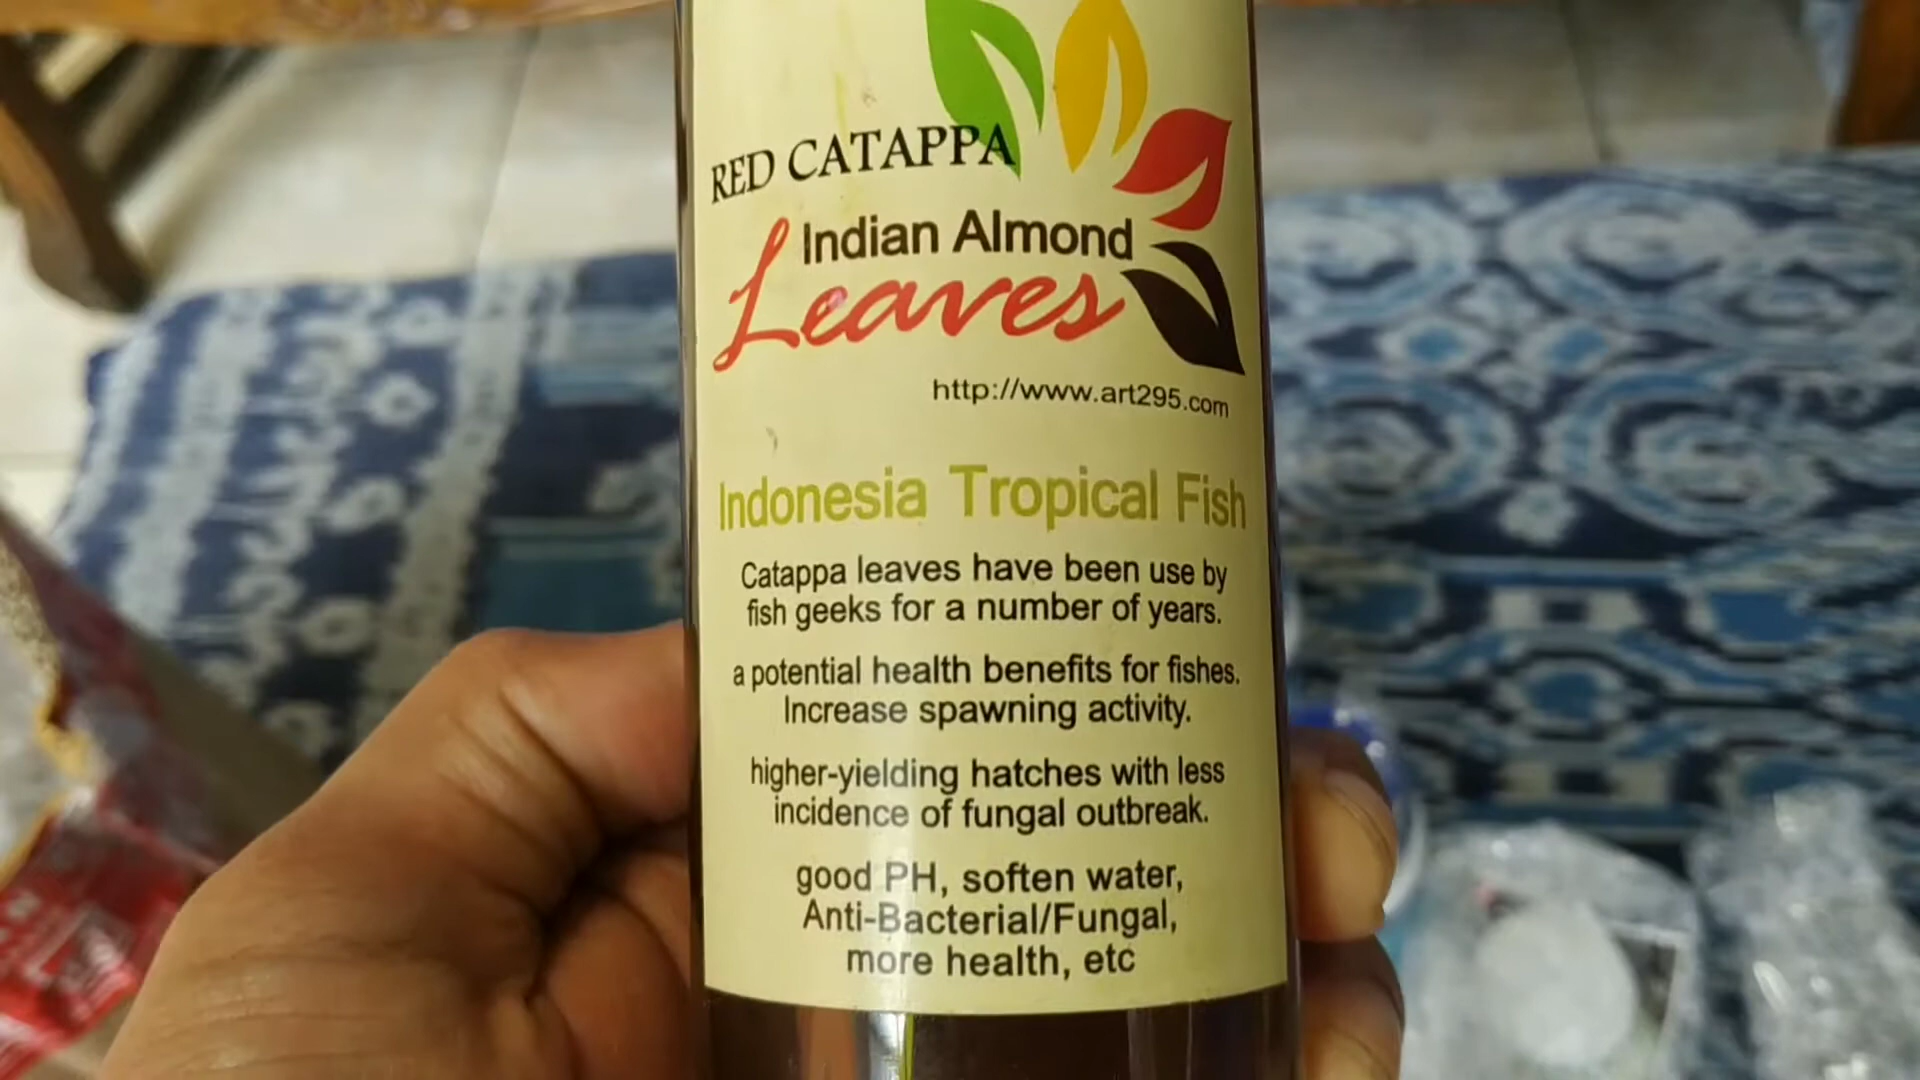 RED CATAPPA
Indian Almond
Leaves
http://www.art295.com
Indonesia Tropical Fish
Catappa leaves have been use by
fish geeks for a number of years.
a potential health benefits for fishes.
Increase spawning activity.
higher-yielding hatches with less
incidence of fungal outbreak.
good PH, soften water,
Anti-Bacterial/Fungal,
more health, etc